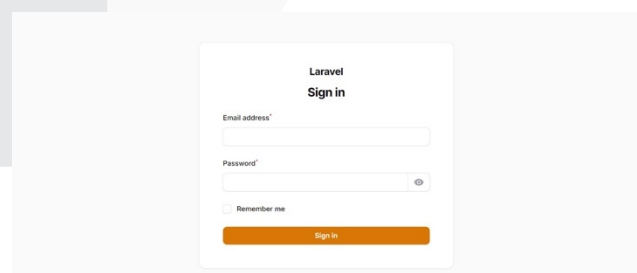 Laravel
Sign in
Email address*
Password*
Remember me
Sign in